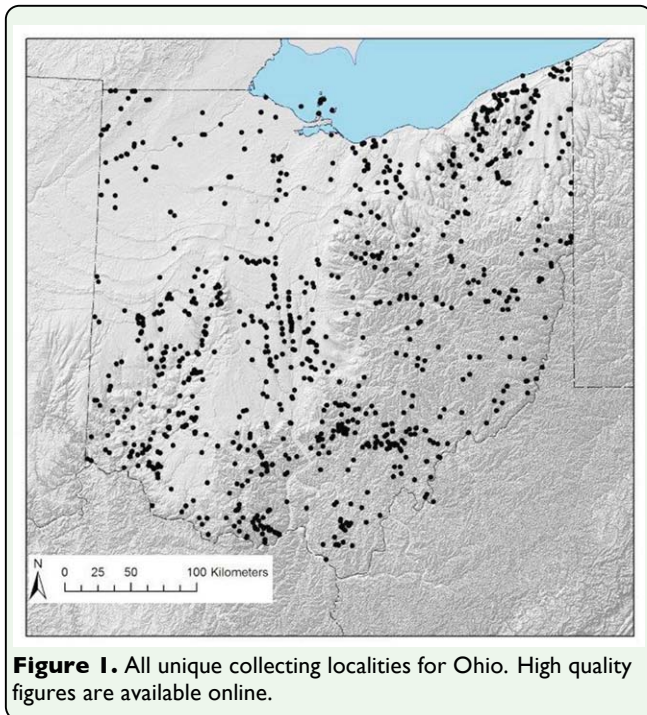 N
0 25 50 100 Kilometers
Figure 1. All unique collecting localities for Ohio. High quality
figures are available online.